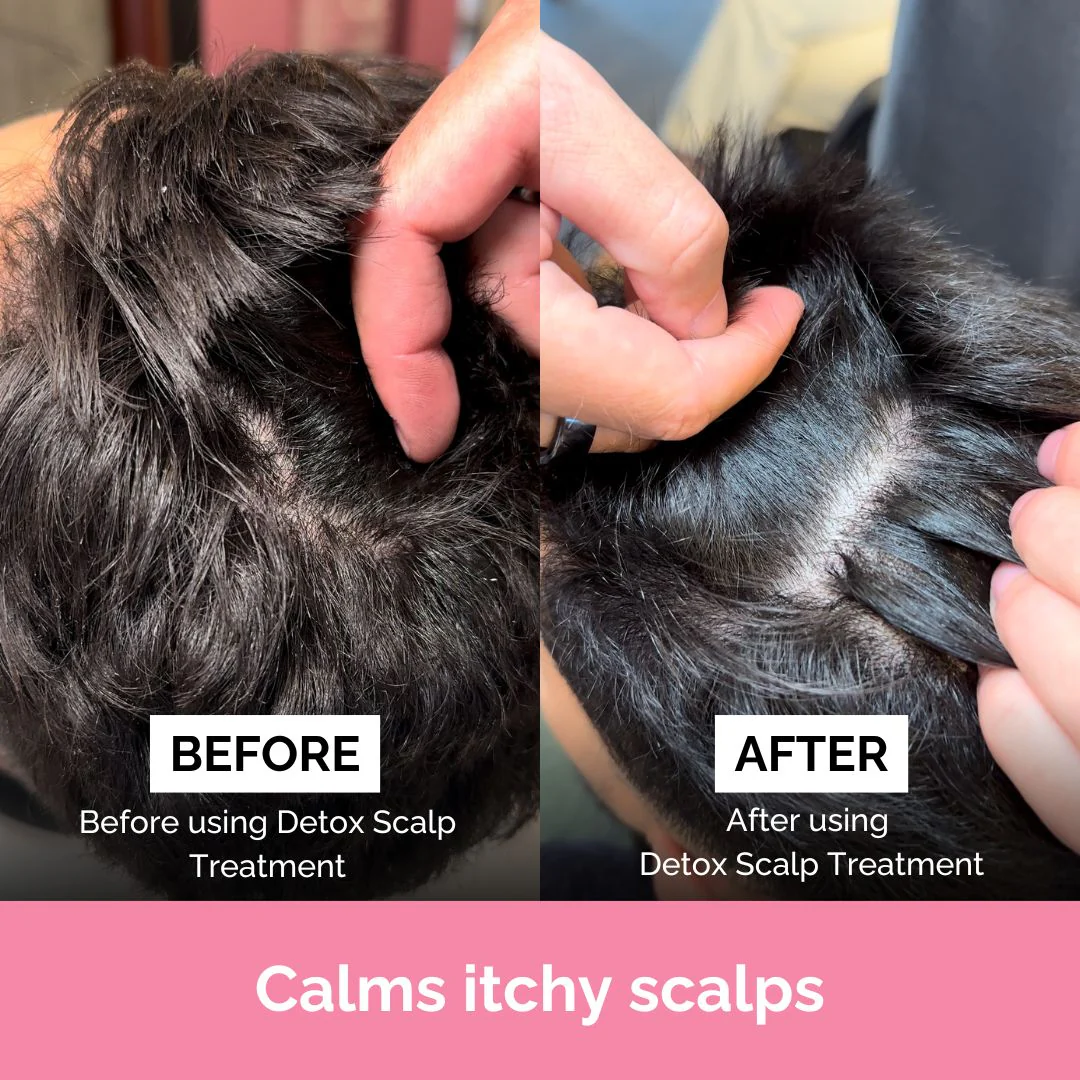 BEFORE
Before using Detox Scalp
Treatment
AFTER
After using
Detox Scalp Treatment
Calms itchy scalps